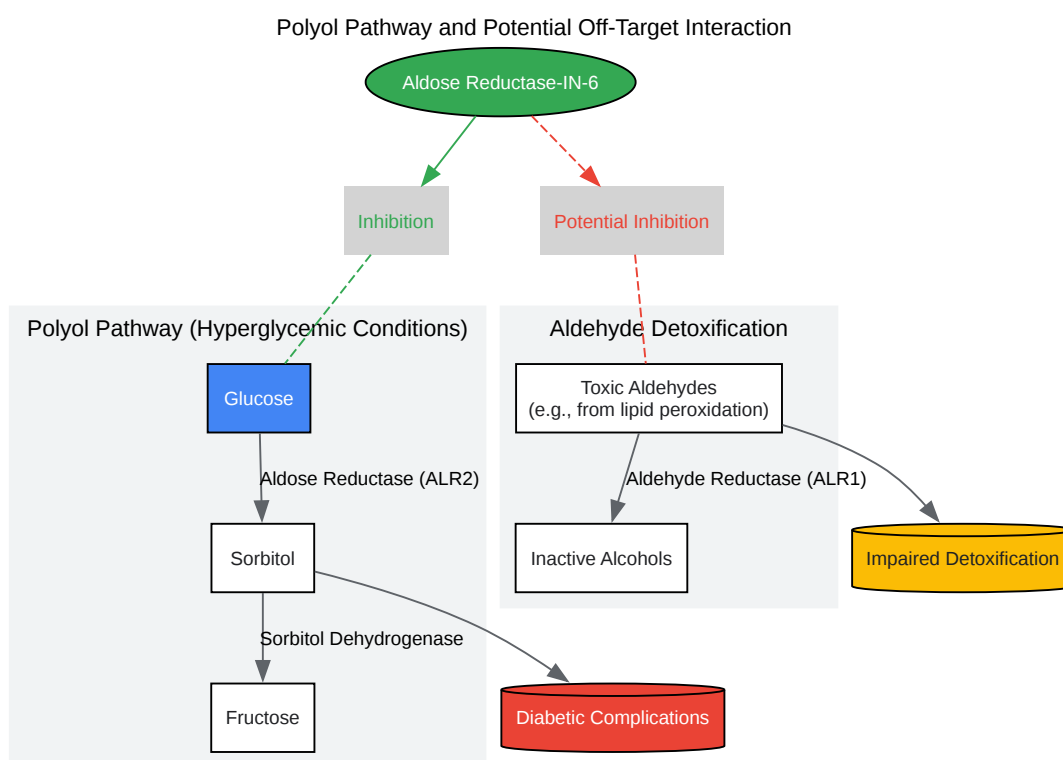 Polyol Pathway and Potential Off-Target Interaction
Aldose Reductase-IN-6
Inhibition
Potential Inhibition
Polyol Pathway (Hyperglycemic Conditions)
Aldehyde Detoxification
Glucose
Toxic Aldehydes
(e.g., from lipid peroxidation)
Aldose Reductase (ALR2)
Aldehyde Reductase (ALR1)
Sorbitol
Inactive Alcohols
Impaired Detoxification
Sorbitol Dehydrogenase
Fructose
Diabetic Complications